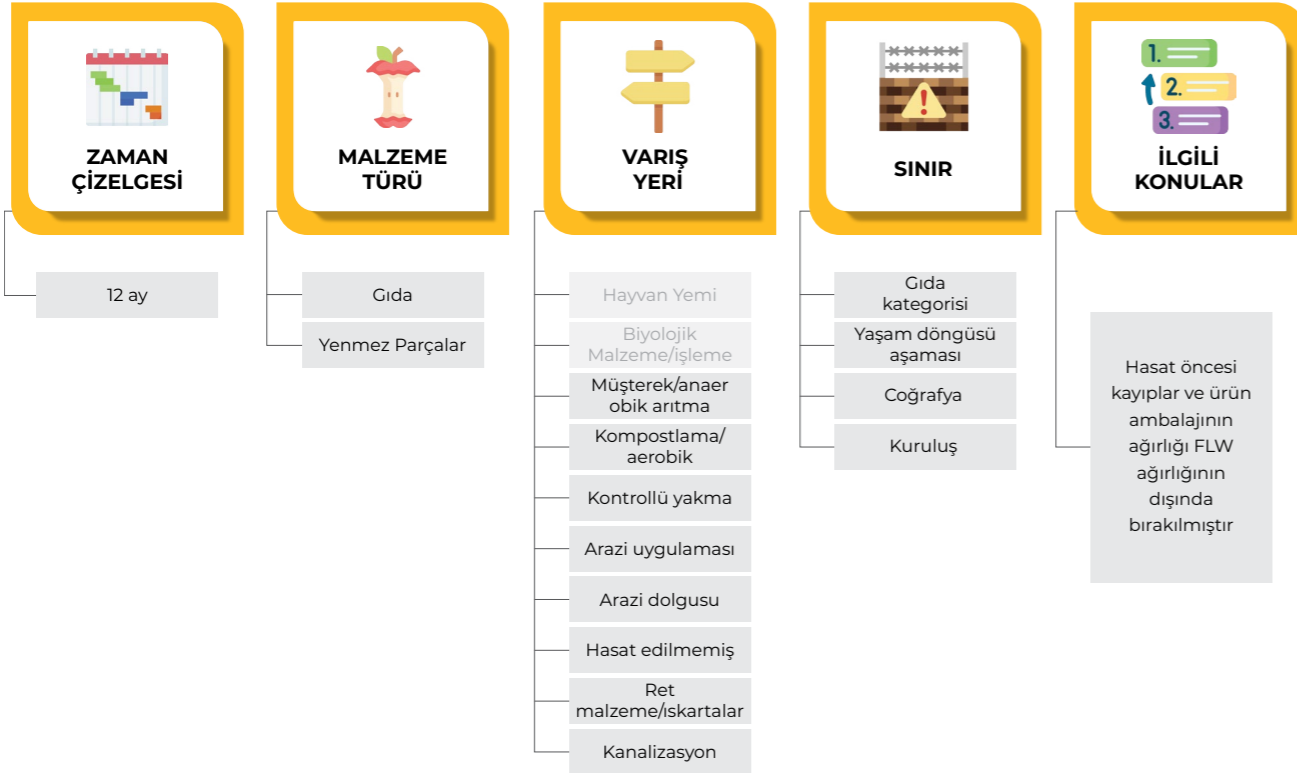 ZAMAN
ÇİZELGESİ
12 ay
MALZEME
TÜRÜ
Gıda
Yenmez Parçalar
VARIŞ
YERİ
Hayvan Yemi
Biyolojik
Malzeme/işleme
Müşterek/anaer
obik arıtma
Kompostlama/
aerobik
Kontrollü yakma
Arazi uygulaması
Arazi dolgusu
Hasat edilmemiş
Ret
malzeme/ıskartalar
Kanalizasyon
SINIR
Gıda
kategorisi
Yaşam döngüsü
aşaması
Coğrafya
Kuruluş
1.
2.
3.
İLGİLİ
KONULAR
Hasat öncesi
kayıplar ve ürün
ambalajının
ağırlığı FLW
ağırlığının
dışında
bırakılmıştır